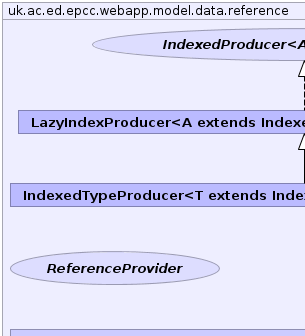 uk.ac.ed.epcc.webapp.model.data.reference
IndexedProducer<A
LazyIndexProducer<A extends Indexe
IndexedTypeProducer<T extends Inde
ReferenceProvider